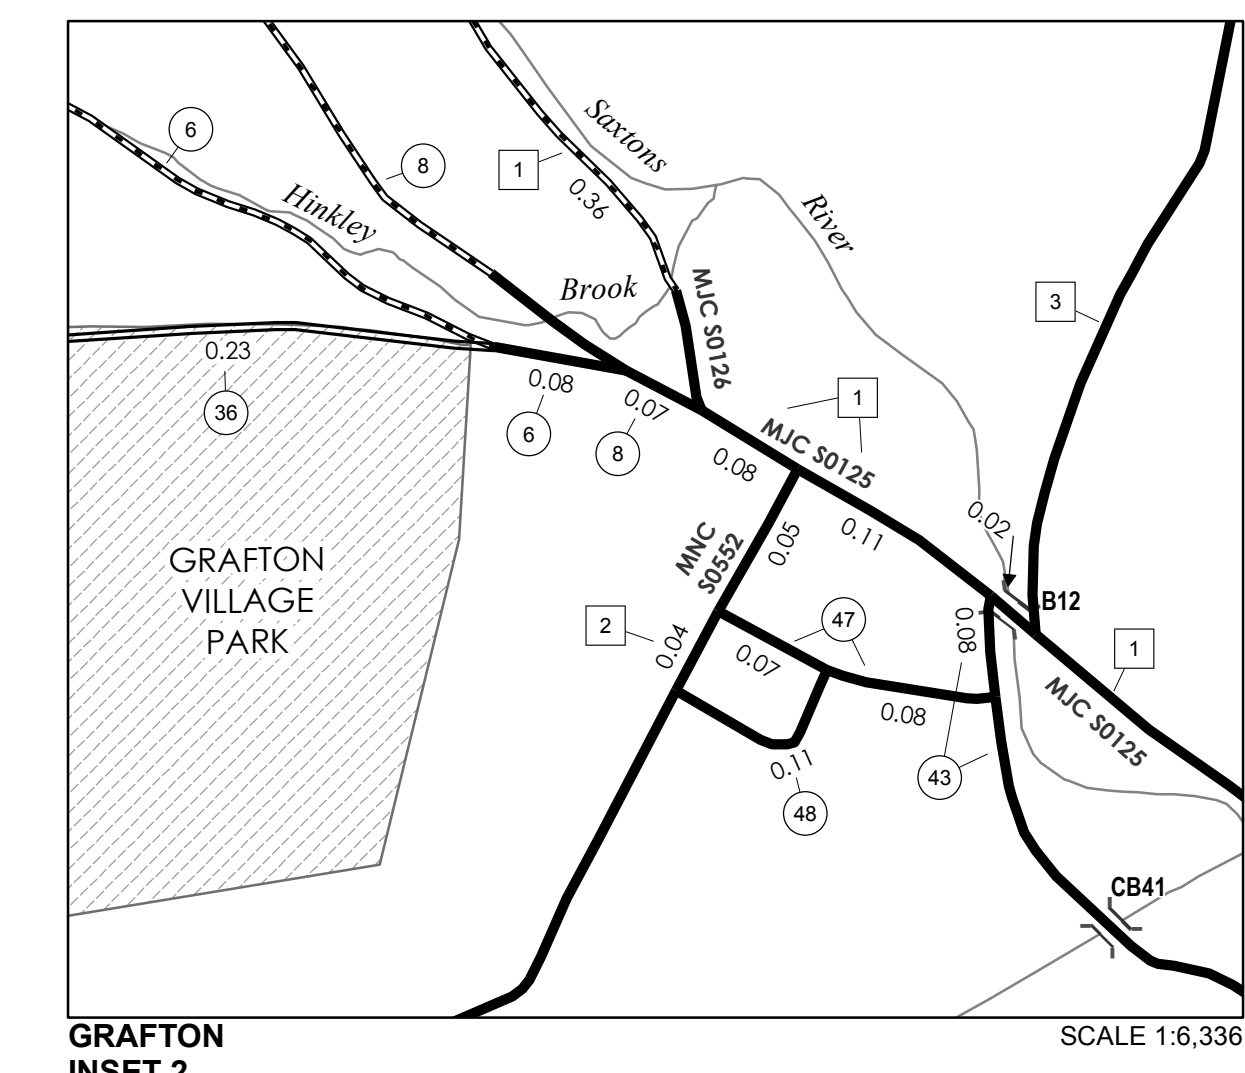 6
8
1
Saxtons
0.36
Hinkley
River
Brook
MJC S0126
3
0.23
36
0.08
6
0.07
8
1
MJC S0125
0.08
0.11
0.02
MNC
S0552
0.05
GRAFTON
VILLAGE
PARK
B12
2
0.04
47
0.07
0.08
0.08
1
MJC S0125
43
0.11
48
CB41
GRAFTON
INSET 2
SCALE 1:6,336